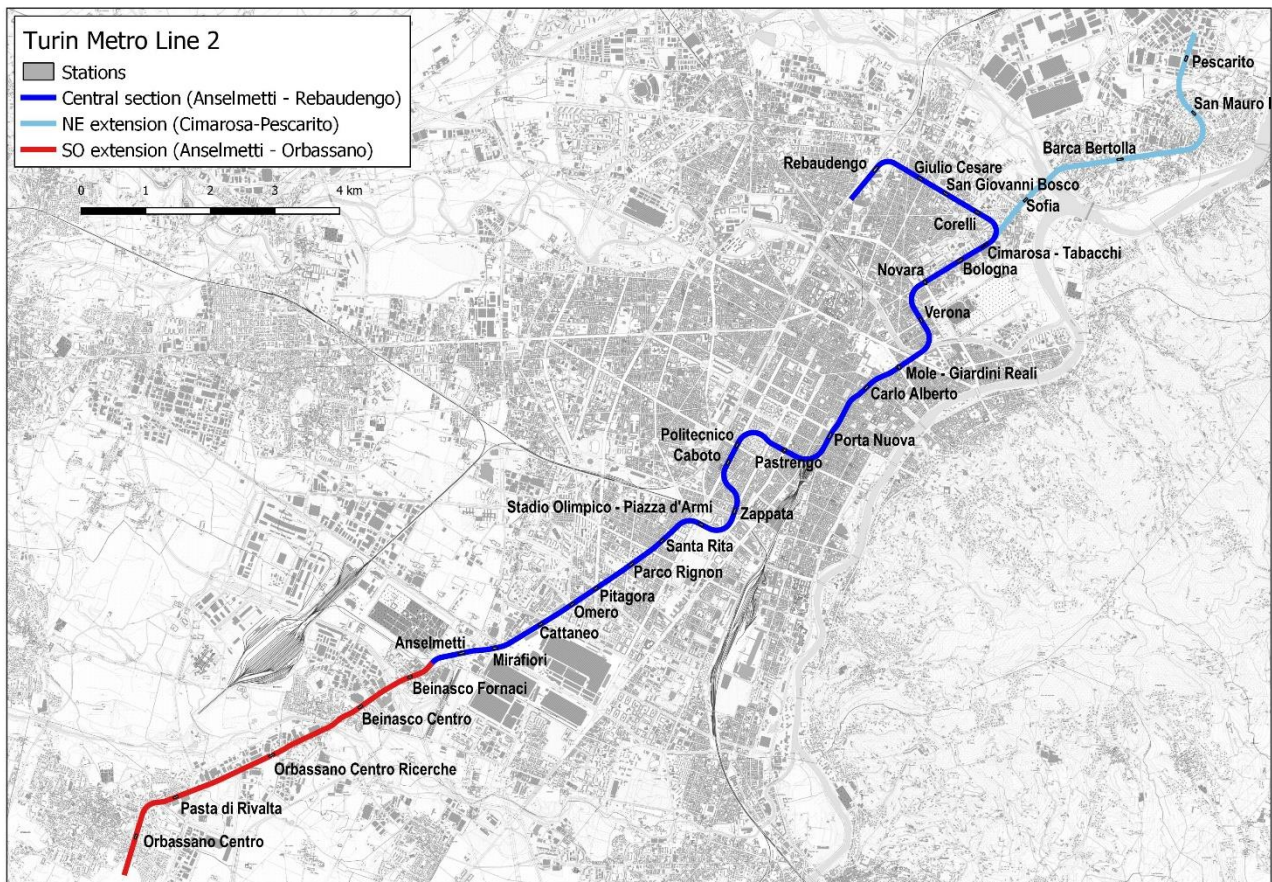 Turin Metro Line 2
Stations
Central section (Anselmetti - Rebaudengo)
NE extension (Cimarosa-Pescarito)
SO extension (Anselmetti - Orbassano)
0 1 2 3 4 km
Pescarito
San Mauro I
Barca Bertolla
Rebaudengo
Giulio Cesare
San Giovanni Bosco
Sofia
Corelli
Cimarosa - Tabacchi
Bologna
Novara
Verona
Mole - Giardini Reali
Carlo Alberto
Porta Nuova
Politecnico
Caboto
Pastrengo
Stadio Olimpico - Piazza d'Armi
Zappata
Santa Rita
Parco Rignon
Pitagora
Omero
Cattaneo
Anselmetti
Mirafiori
Beinasco Fornaci
Beinasco Centro
Orbassano Centro Ricerche
Pasta di Rivalta
Orbassano Centro